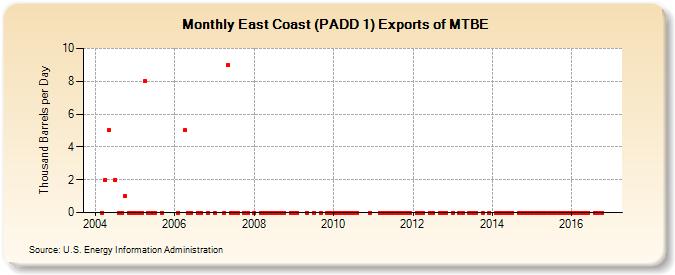 Monthly East Coast (PADD 1) Exports of MTBE
Thousand Barrels per Day
10
8
6
4
2
0
2004 2006 2008 2010 2012 2014 2016
Source: U.S. Energy Information Administration